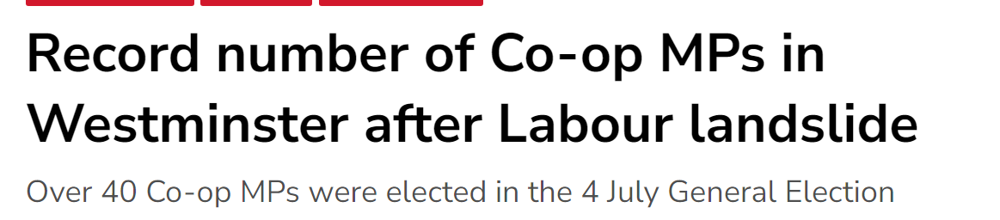 Record number of Co-op MPs in
Westminster after Labour landslide
Over 40 Co-op MPs were elected in the 4 July General Election